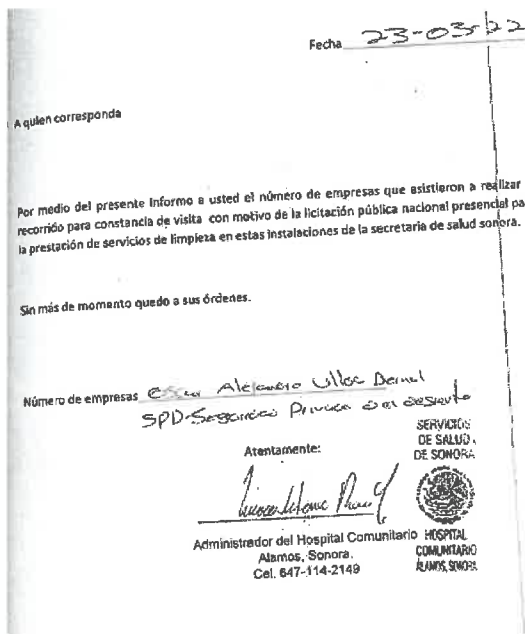 Fecha 23-03-22
A quien corresponda
Por medio del presente informo a usted el número de empresas que asistieron a realizar
recorrido para constancia de visita con motivo de la licitación pública nacional presencial pa
la prestación de servicios de limpieza en estas instalaciones de la secretaria de salud sonora.
Sin más de momento quedo a sus órdenes.
Número de empresas Alejandro Ulloa Bernal
SPD-Seguridad Privada del desierto
SERVICIOS
DE SALUD
DE SONORA
Atentamente:
Administrador del Hospital Comunitario
Alamos, Sonora.
Cel. 647-114-2149
HOSPITAL
COMUNITARIO
ALAMOS, SONORA